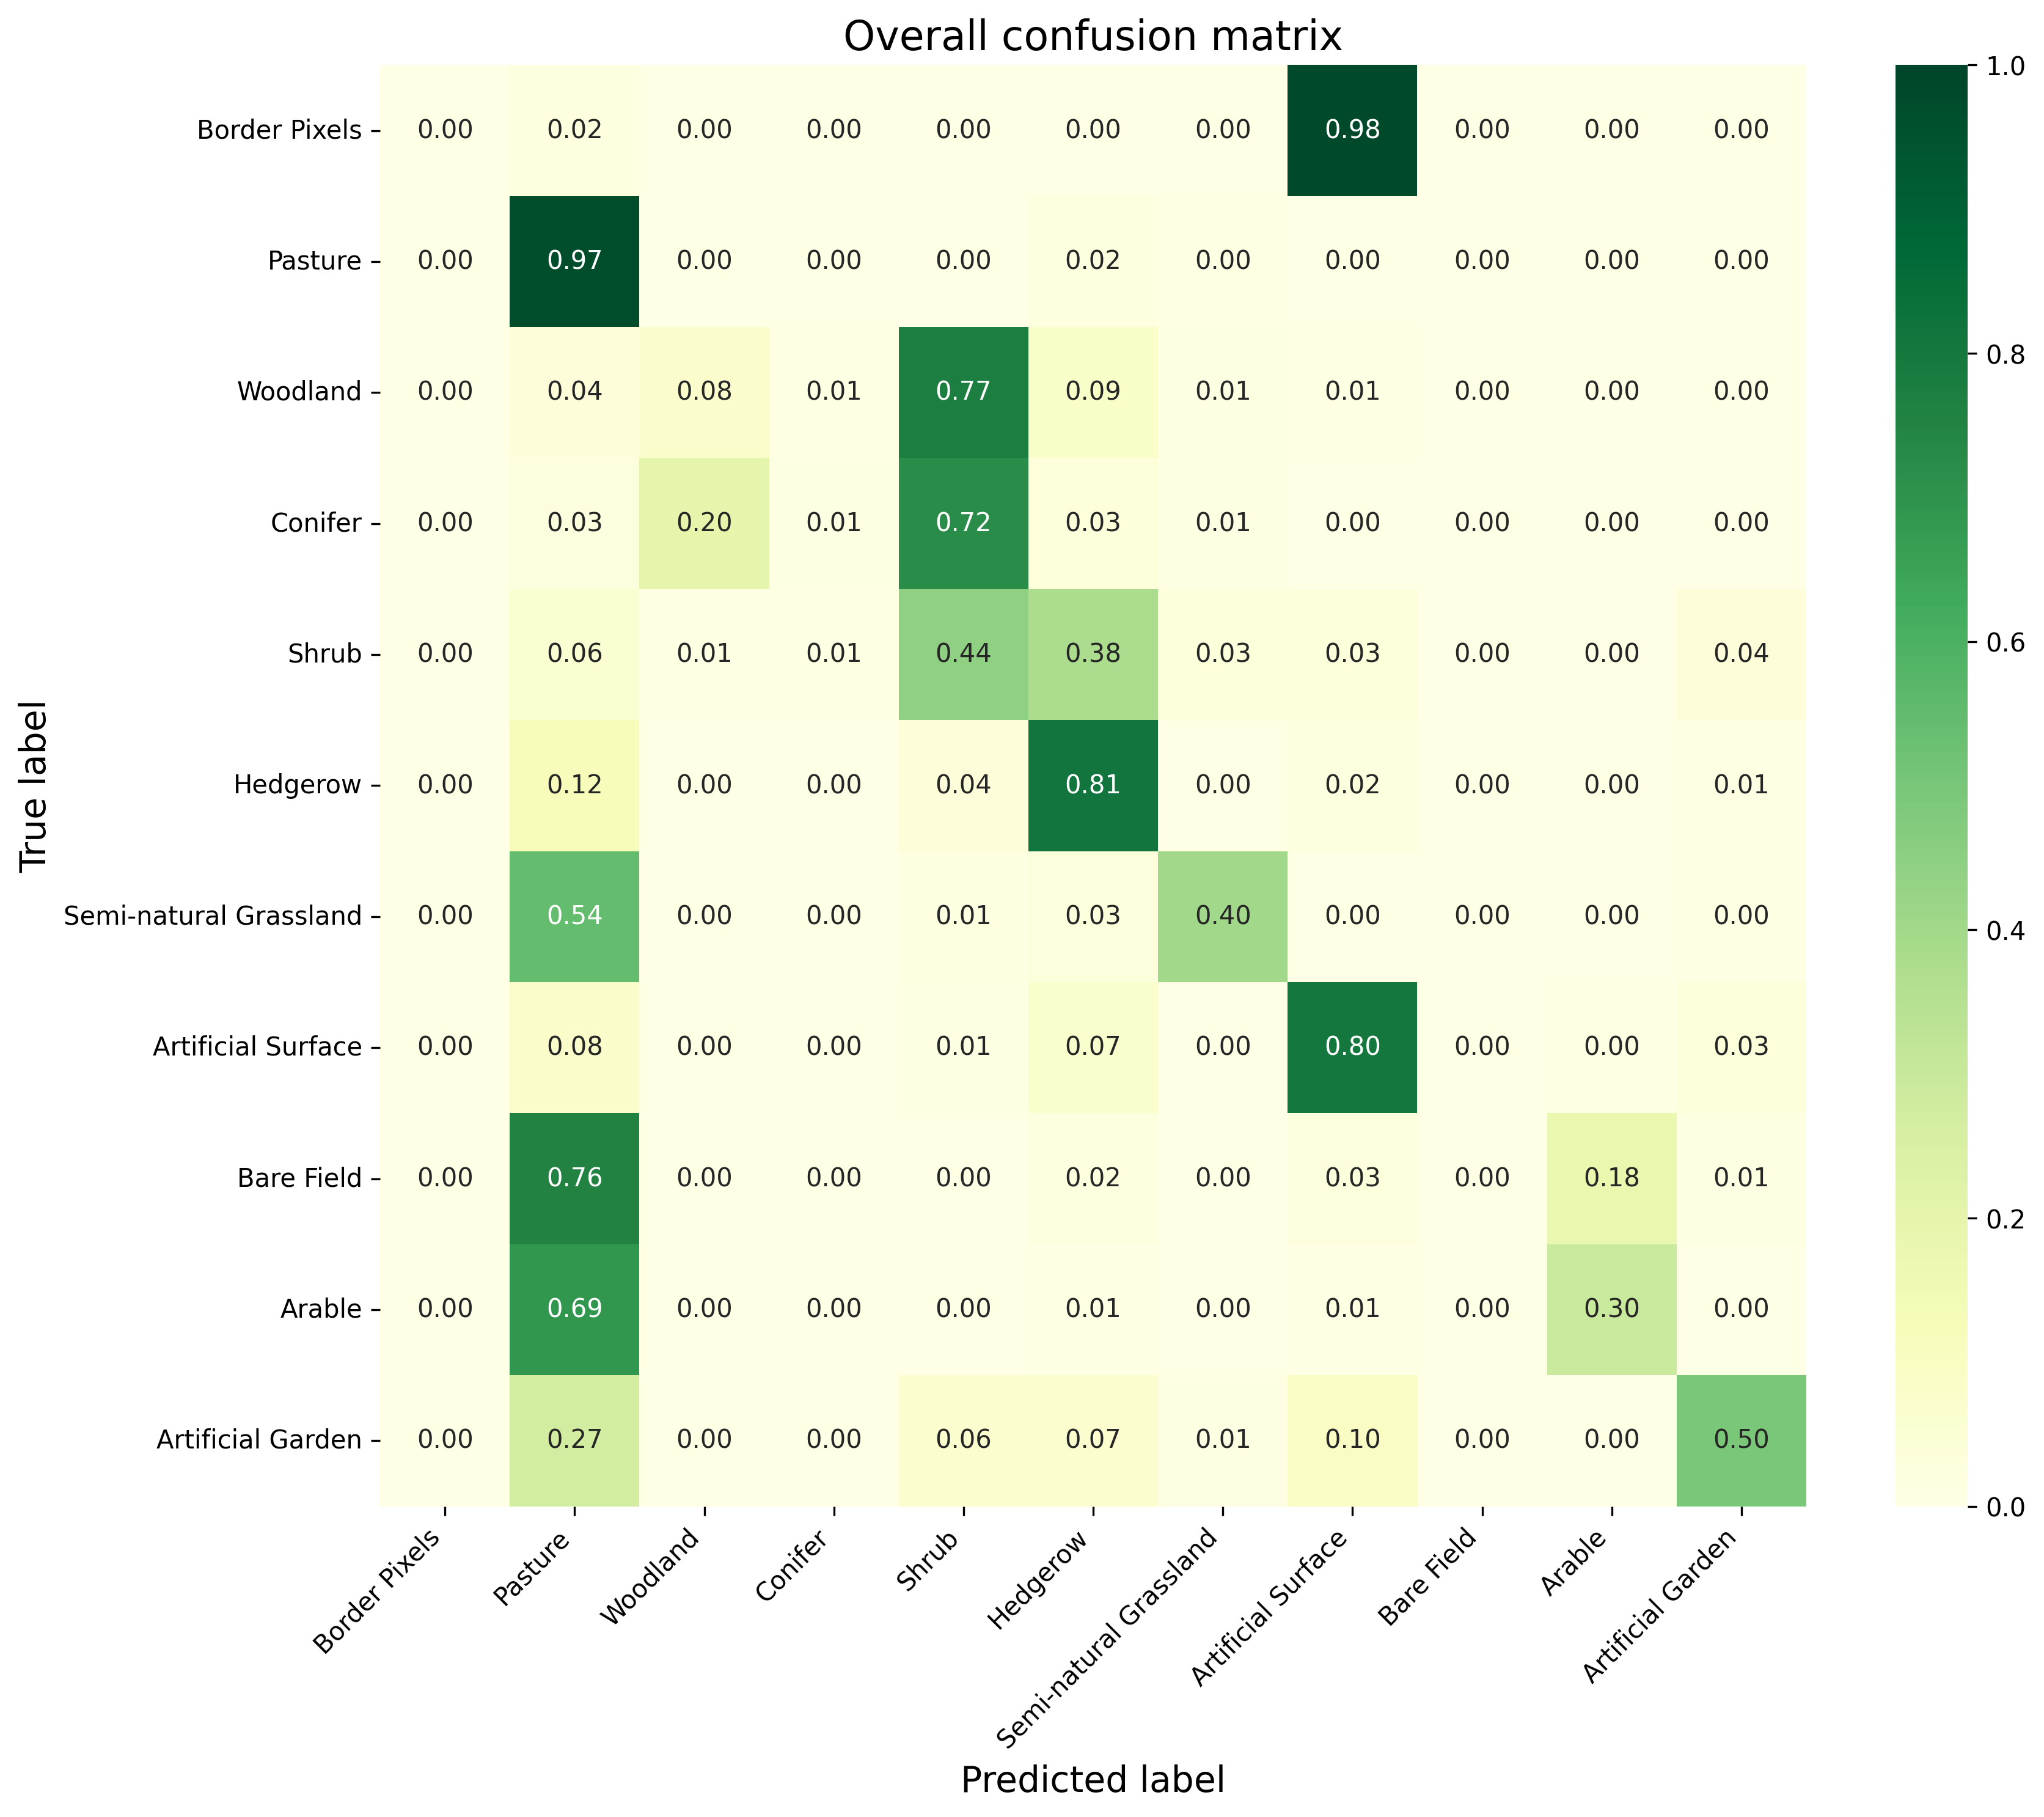 Overall confusion matrix
True label
Border Pixels 0.00 0.02 0.00 0.00 0.00 0.00 0.00 0.98 0.00 0.00 0.00
Pasture 0.00 0.97 0.00 0.00 0.00 0.02 0.00 0.00 0.00 0.00 0.00
Woodland 0.00 0.04 0.08 0.01 0.77 0.09 0.01 0.01 0.00 0.00 0.00
Conifer 0.00 0.03 0.20 0.01 0.72 0.03 0.01 0.00 0.00 0.00 0.00
Shrub 0.00 0.06 0.01 0.01 0.44 0.38 0.03 0.03 0.00 0.00 0.04
Hedgerow 0.00 0.12 0.00 0.00 0.04 0.81 0.00 0.02 0.00 0.00 0.01
Semi-natural Grassland 0.00 0.54 0.00 0.00 0.01 0.03 0.40 0.00 0.00 0.00 0.00
Artificial Surface 0.00 0.08 0.00 0.00 0.01 0.07 0.00 0.80 0.00 0.00 0.03
Bare Field 0.00 0.76 0.00 0.00 0.00 0.02 0.00 0.03 0.00 0.18 0.01
Arable 0.00 0.69 0.00 0.00 0.00 0.01 0.00 0.01 0.00 0.30 0.00
Artificial Garden 0.00 0.27 0.00 0.00 0.06 0.07 0.01 0.10 0.00 0.00 0.50
Border Pixels
Pasture
Woodland
Conifer
Shrub
Hedgerow
Semi-natural Grassland
Artificial Surface
Bare Field
Arable
Artificial Garden
Predicted label
1.0
0.8
0.6
0.4
0.2
0.0